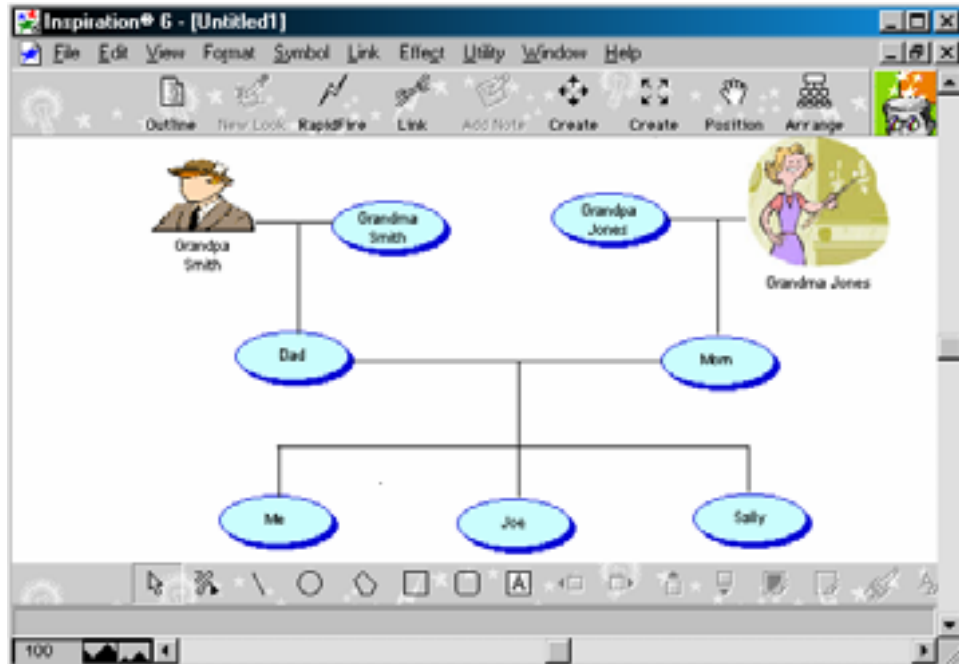 Inspiration® 6 - [Untitled1]
File Edit View Format Symbol Link Effect Utility Window Help
Outline New Look RapidFire Link Add Note Create Create Position Arrange
Grandpa
Smith
Grandma
Smith
Grandpa
Jones
Grandma Jones
Dad
Mom
Me
Joe
Sally
A
100